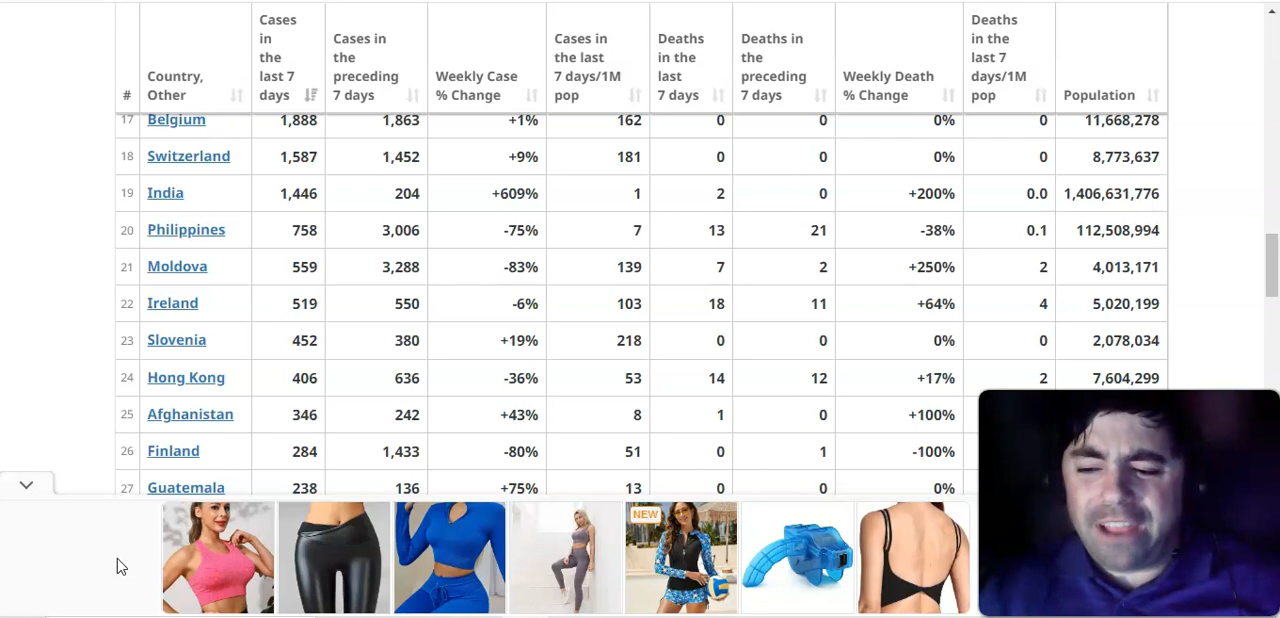 # Country, Other Cases in the last 7 days Cases in the preceding 7 days Weekly Case % Change Cases in the last 7 days/1M pop Deaths in the last 7 days Deaths in the preceding 7 days Weekly Death % Change Deaths in the last 7 days/1M pop Population
17 Belgium 1,888 1,863 +1% 162 0 0 0% 0 11,668,278
18 Switzerland 1,587 1,452 +9% 181 0 0 0% 0 8,773,637
19 India 1,446 204 +609% 1 2 0 +200% 0.0 1,406,631,776
20 Philippines 758 3,006 -75% 7 13 21 -38% 0.1 112,508,994
21 Moldova 559 3,288 -83% 139 7 2 +250% 2 4,013,171
22 Ireland 519 550 -6% 103 18 11 +64% 4 5,020,199
23 Slovenia 452 380 +19% 218 0 0 0% 0 2,078,034
24 Hong Kong 406 636 -36% 53 14 12 +17% 2 7,604,299
25 Afghanistan 346 242 +43% 8 1 0 +100%
26 Finland 284 1,433 -80% 51 0 1 -100%
27 Guatemala 238 136 +75% 13 0 0 0%
NEW